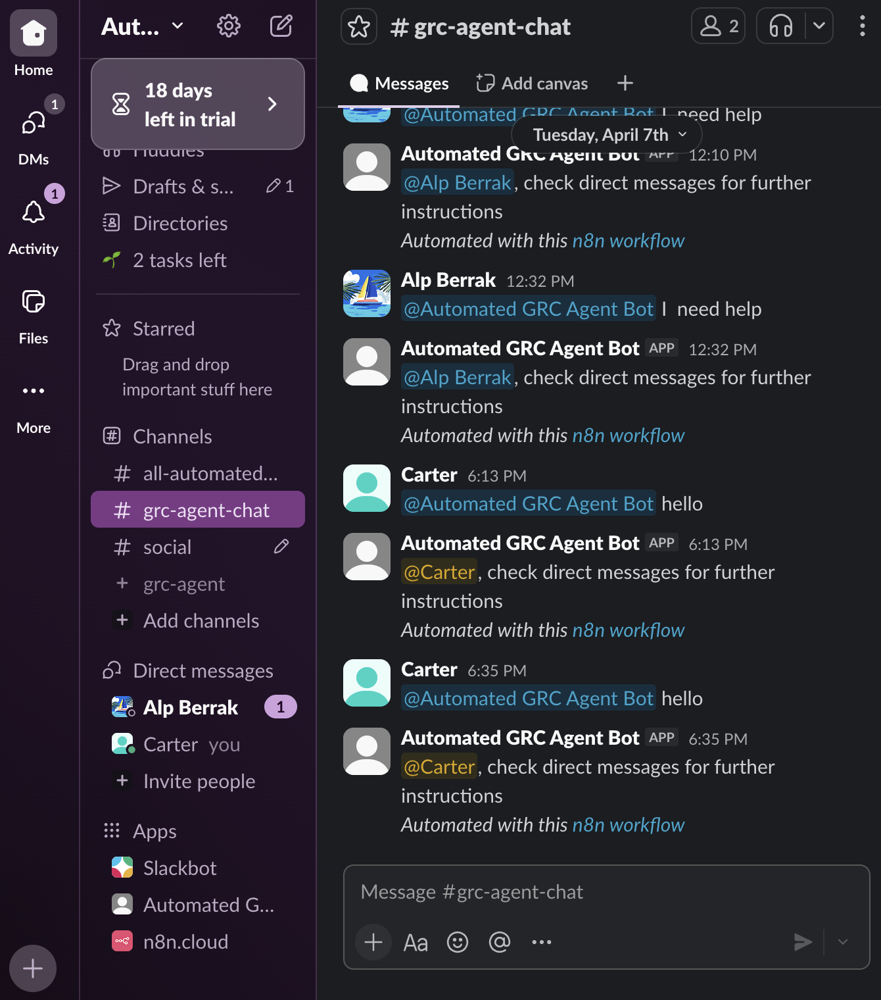 Home
1
DMs
1
Activity
Files
More
Aut...
18 days
left in trial
Huddles
Drafts & s...
1
Directories
2 tasks left
Starred
Drag and drop
important stuff here
Channels
# all-automated...
# grc-agent-chat
# social
+ grc-agent
+ Add channels
Direct messages
Alp Berrak
1
Carter you
+ Invite people
Apps
Slackbot
Automated G...
n8n.cloud
# grc-agent-chat
2
Messages
Add canvas
+
@Automated GRC Agent Bot I need help
Tuesday, April 7th
Automated GRC Agent Bot APP 12:10 PM
@Alp Berrak, check direct messages for further
instructions
Automated with this n8n workflow
Alp Berrak 12:32 PM
@Automated GRC Agent Bot I  need help
Automated GRC Agent Bot APP 12:32 PM
@Alp Berrak, check direct messages for further
instructions
Automated with this n8n workflow
Carter 6:13 PM
@Automated GRC Agent Bot hello
Automated GRC Agent Bot APP 6:13 PM
@Carter, check direct messages for further
instructions
Automated with this n8n workflow
Carter 6:35 PM
@Automated GRC Agent Bot hello
Automated GRC Agent Bot APP 6:35 PM
@Carter, check direct messages for further
instructions
Automated with this n8n workflow
Message #grc-agent-chat
+ Aa @ ...